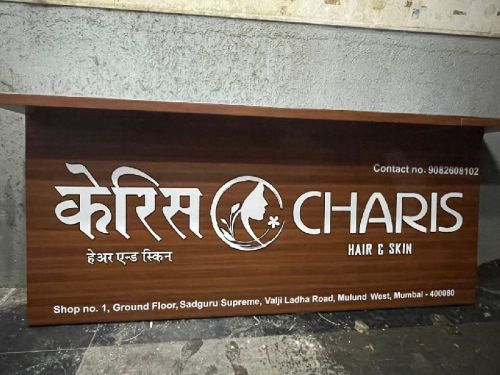 Contact no. 9082608102
केरिस CHARIS
हेअर एन्ड स्किन HAIR & SKIN
Shop no. 1, Ground Floor, Sadguru Supreme, Valji Ladha Road, Mulund West, Mumbai - 400080